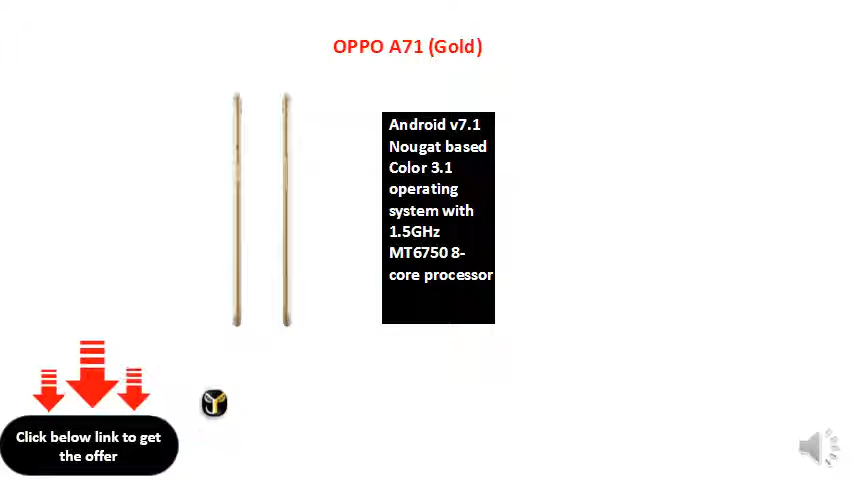 OPPO A71 (Gold)
Android v7.1
Nougat based
Color 3.1
operating
system with
1.5GHz
MT6750 8-
core processor
Click below link to get
the offer